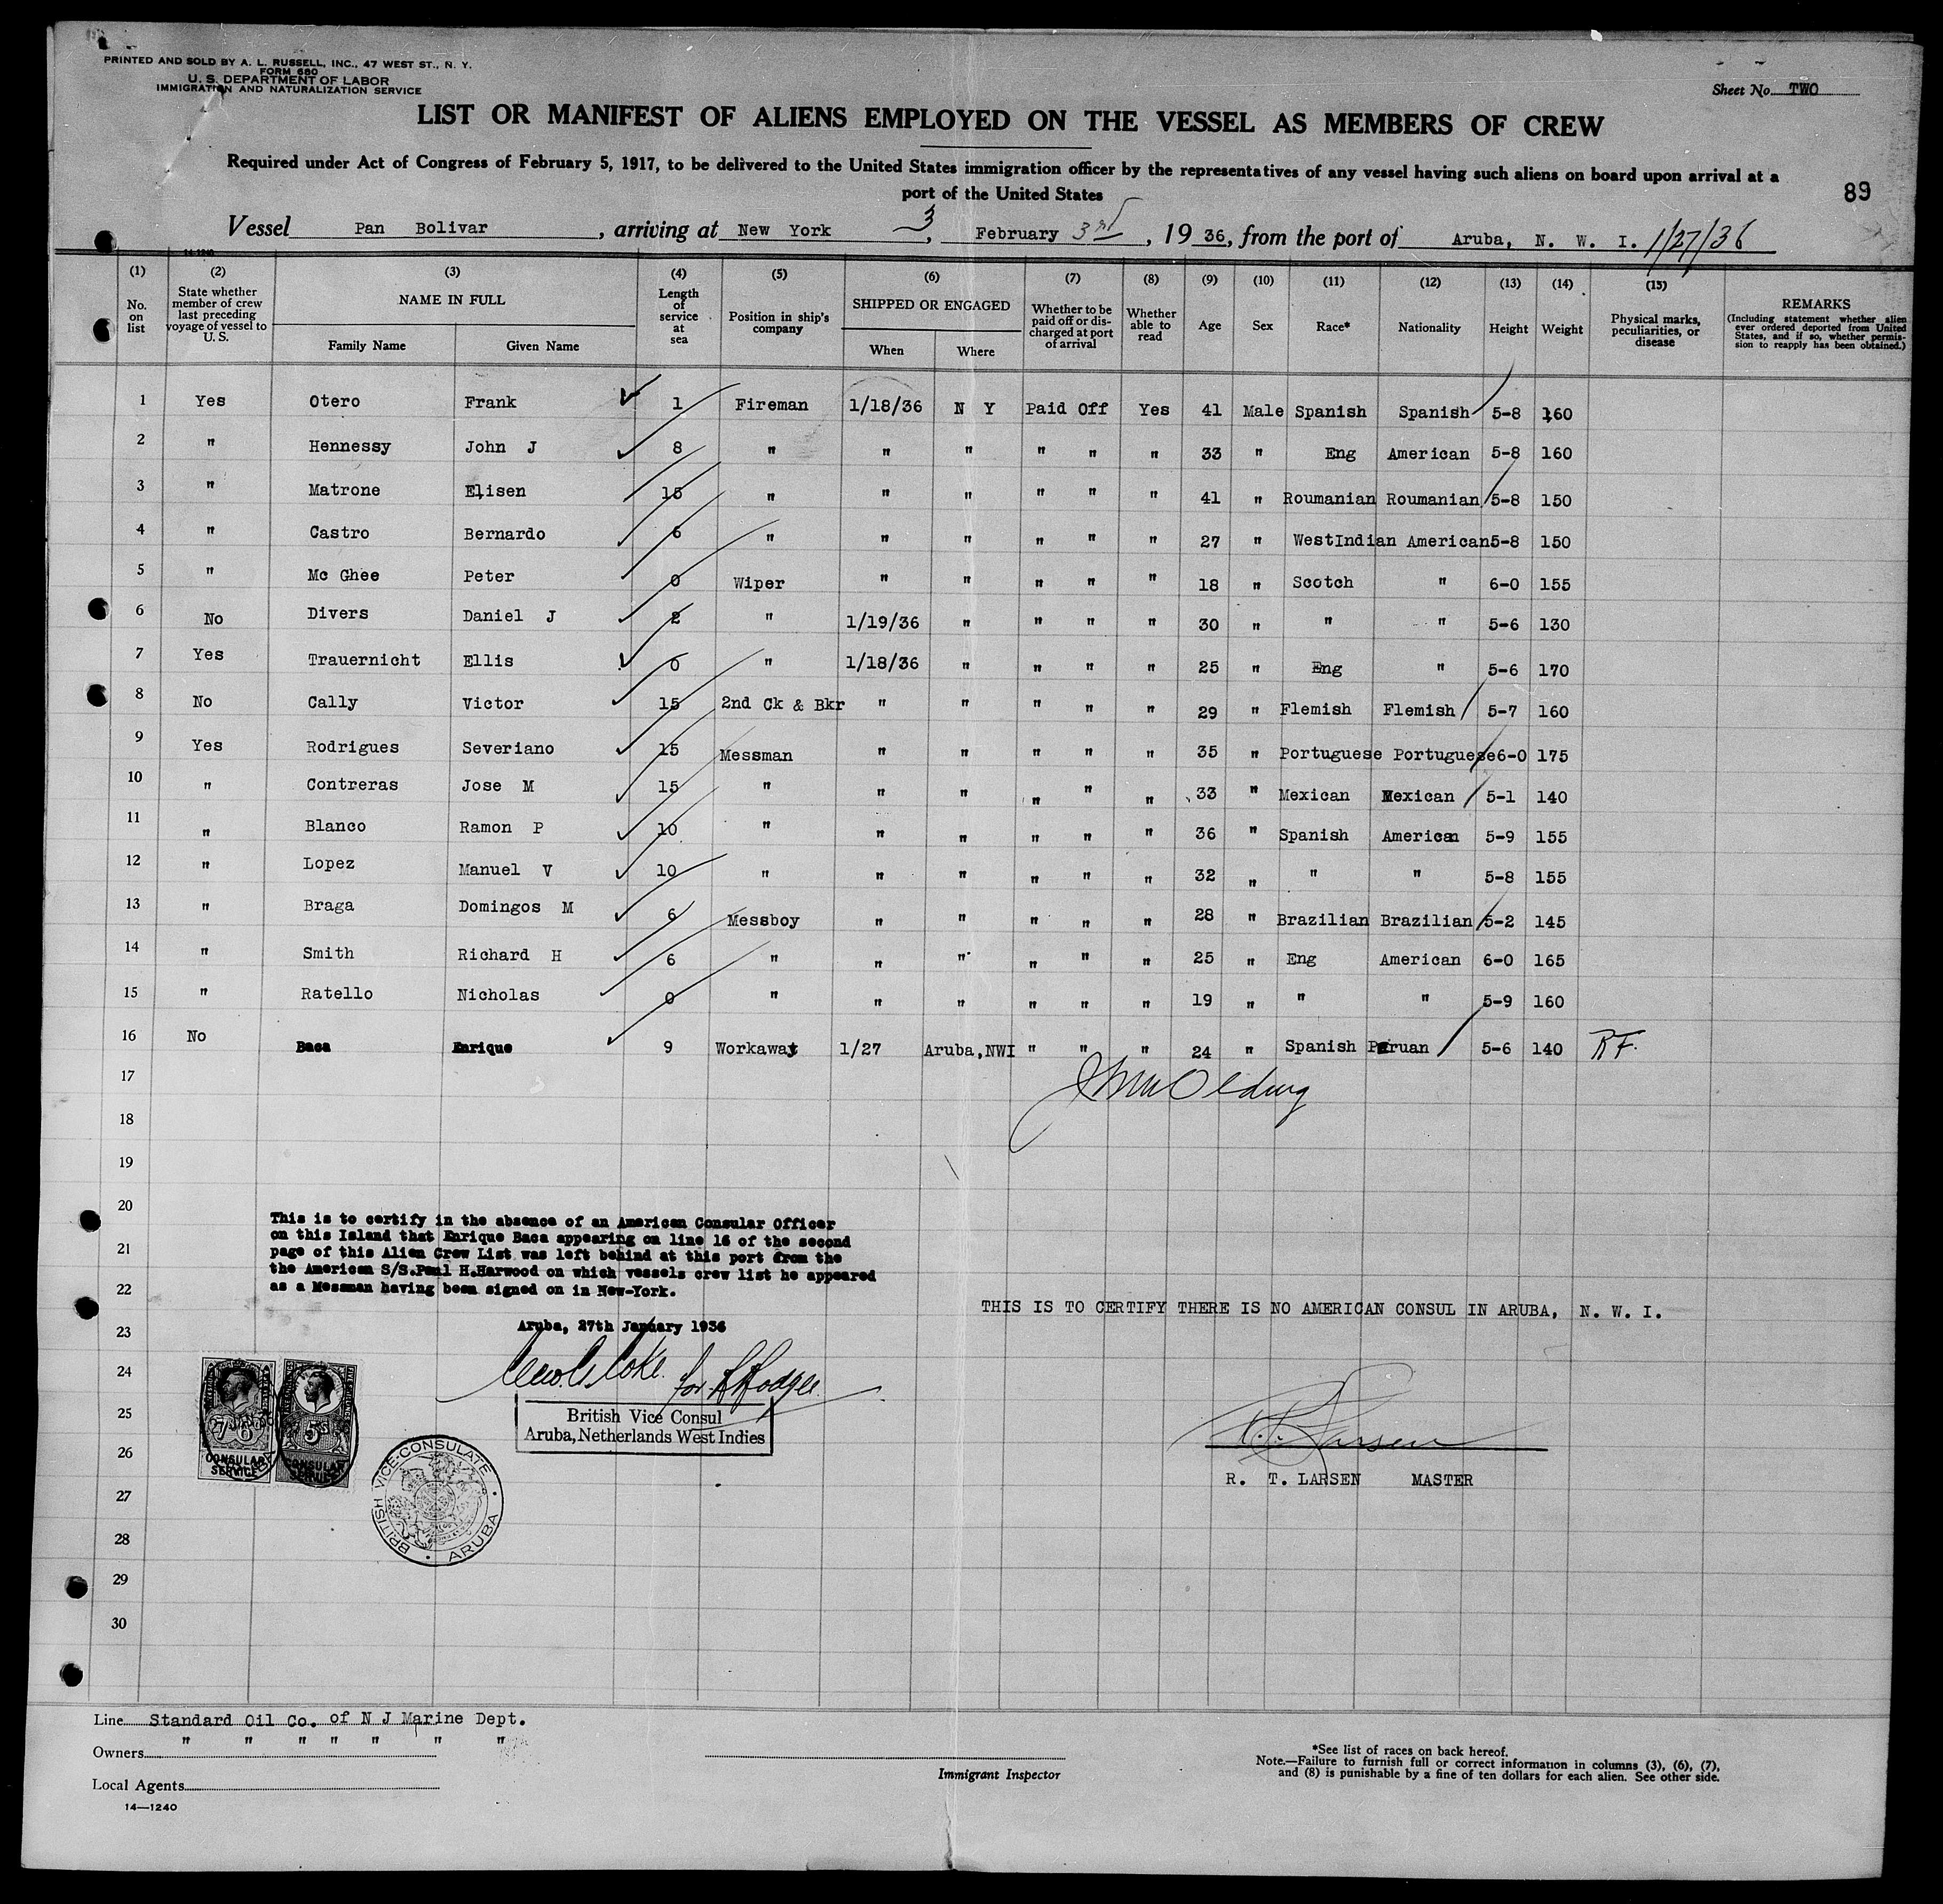 PRINTED AND SOLD BY A. L. RUSSELL, INC., 47 WEST ST., N. Y.
FORM 680
U. S. DEPARTMENT OF LABOR
IMMIGRATION AND NATURALIZATION SERVICE
Sheet No. TWO
LIST OR MANIFEST OF ALIENS EMPLOYED ON THE VESSEL AS MEMBERS OF CREW
Required under Act of Congress of February 5, 1917, to be delivered to the United States immigration officer by the representatives of any vessel having such aliens on board upon arrival at a
port of the United States
89
Vessel Pan Bolivar, arriving at New York 3, February 3rd, 1936, from the port of Aruba, N. W. I. 1/27/36
14-1240
(1) (2) (3) (4) (5) (6) (7) (8) (9) (10) (11) (12) (13) (14) (15)
No. on list
State whether member of crew last preceding voyage of vessel to U. S.
NAME IN FULL
Family Name Given Name
Length of service at sea
Position in ship's company
SHIPPED OR ENGAGED
When Where
Whether to be paid off or discharged at port of arrival
Whether able to read
Age
Sex
Race*
Nationality
Height
Weight
Physical marks, peculiarities, or disease
REMARKS
(Including statement whether alien ever ordered deported from United States, and if so, whether permission to reapply has been obtained.)
1 Yes Otero Frank 1 Fireman 1/18/36 N Y Paid Off Yes 41 Male Spanish Spanish 5-8 160
2 " Hennessy John J 8 " " " " " " 33 " Eng American 5-8 160
3 " Matrone Elisen 15 " " " " " " 41 " Roumanian Roumanian 5-8 150
4 " Castro Bernardo 6 " " " " " " 27 " WestIndian American 5-8 150
5 " Mc Ghee Peter 0 Wiper " " " " " 18 " Scotch " 6-0 155
6 No Divers Daniel J 2 " 1/19/36 " " " " 30 " " " 5-6 130
7 Yes Trauernicht Ellis 0 " 1/18/36 " " " " 25 " Eng " 5-6 170
8 No Cally Victor 15 2nd Ck & Bkr " " " " " 29 " Flemish Flemish 5-7 160
9 Yes Rodrigues Severiano 15 Messman " " " " " 35 " Portuguese Portuguese 6-0 175
10 " Contreras Jose M 15 " " " " " " 33 " Mexican Mexican 5-1 140
11 " Blanco Ramon P 10 " " " " " " 36 " Spanish American 5-9 155
12 " Lopez Manuel V 10 " " " " " " 32 " " " 5-8 155
13 " Braga Domingos M 6 Messboy " " " " " 28 " Brazilian Brazilian 5-2 145
14 " Smith Richard H 6 " " " " " " 25 " Eng American 6-0 165
15 " Ratello Nicholas 0 " " " " " " 19 " " " 5-9 160
16 No Baca Enrique 9 Workaway 1/27 Aruba,NWI " " " 24 " Spanish Peruan 5-6 140 RF.
17
18
19
20
21
22
23
24
25
26
27
28
29
30
This is to certify in the absence of an American Consular Officer
on this Island that Enrique Baca appearing on line 16 of the second
page of this Alien Crew List was left behind at this port from the
the American S/S.Paul H.Harwood on which vessels crew list he appeared
as a Messman having been signed on in New-York.
Aruba, 27th January 1936
for
British Vice Consul
Aruba, Netherlands West Indies
THIS IS TO CERTIFY THERE IS NO AMERICAN CONSUL IN ARUBA, N. W. I.
R. T. Larsen
R. T. LARSEN MASTER
7/6
CONSULAR SERVICE
5s
CONSULAR SERVICE
BRITISH VICE-CONSULATE ARUBA
Line Standard Oil Co. of N J Marine Dept.
" " " " " " "
Owners
Local Agents
14—1240
Immigrant Inspector
*See list of races on back hereof.
Note.—Failure to furnish full or correct information in columns (3), (6), (7),
and (8) is punishable by a fine of ten dollars for each alien. See other side.